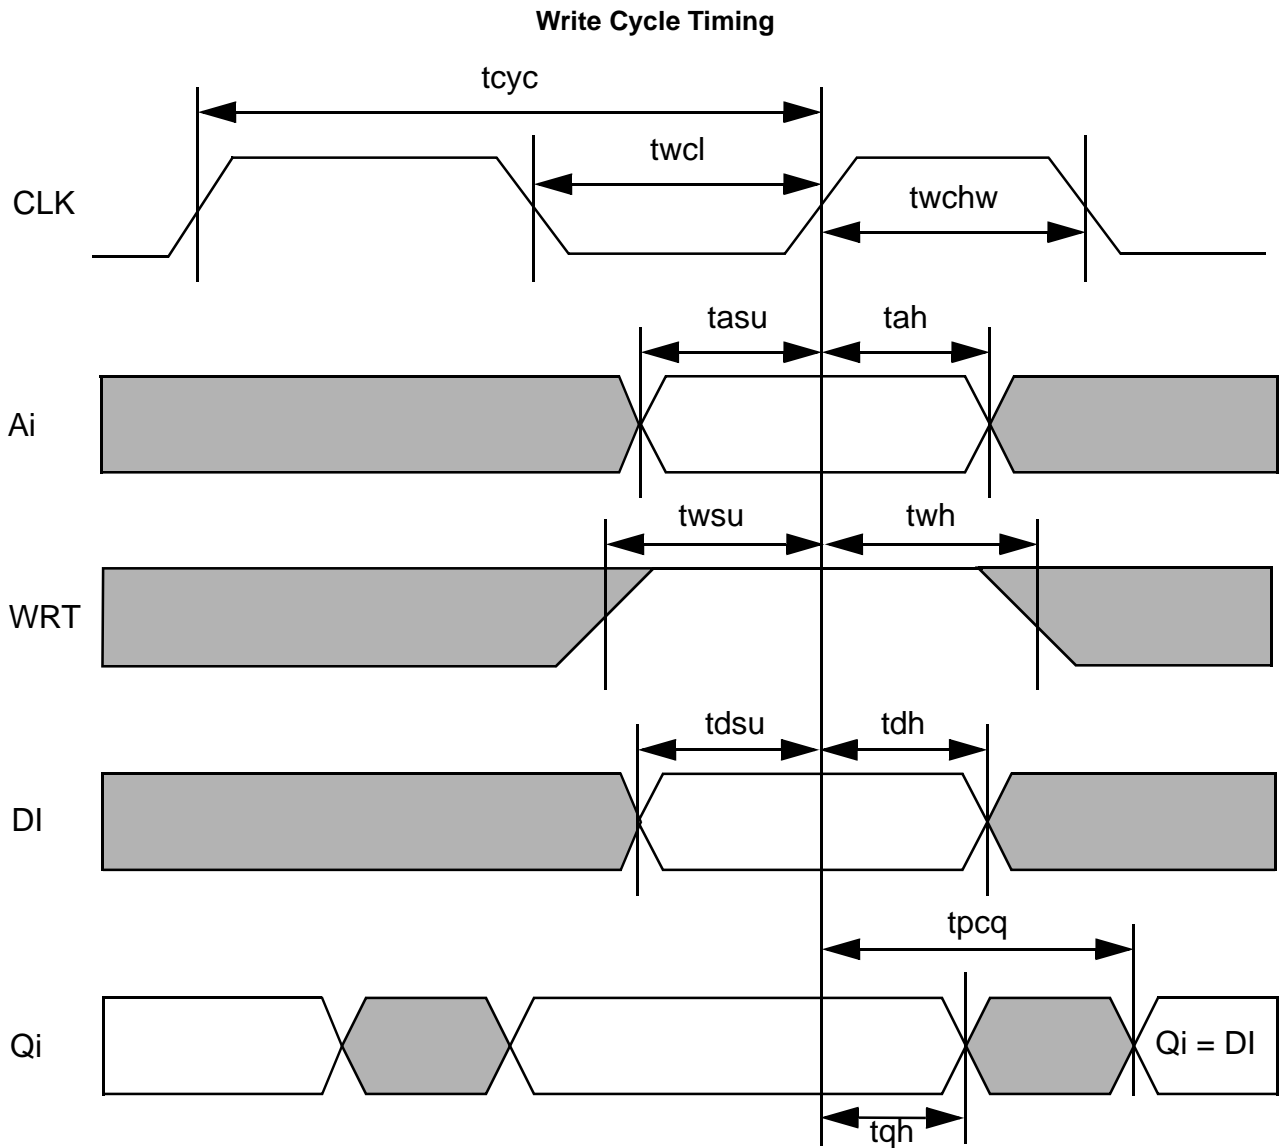 Write Cycle Timing
tcyc
twcl
CLK
twchw
tasu
tah
Ai
twsu
twh
WRT
tdsu
tdh
DI
tpcq
Qi
Qi = DI
tqh